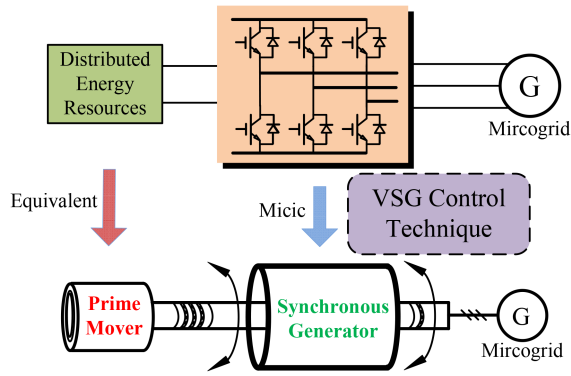 Distributed
Energy
Resources
G
Mircogrid
Equivalent
Micic
VSG Control
Technique
Prime
Mover
Synchronous
Generator
G
Mircogrid